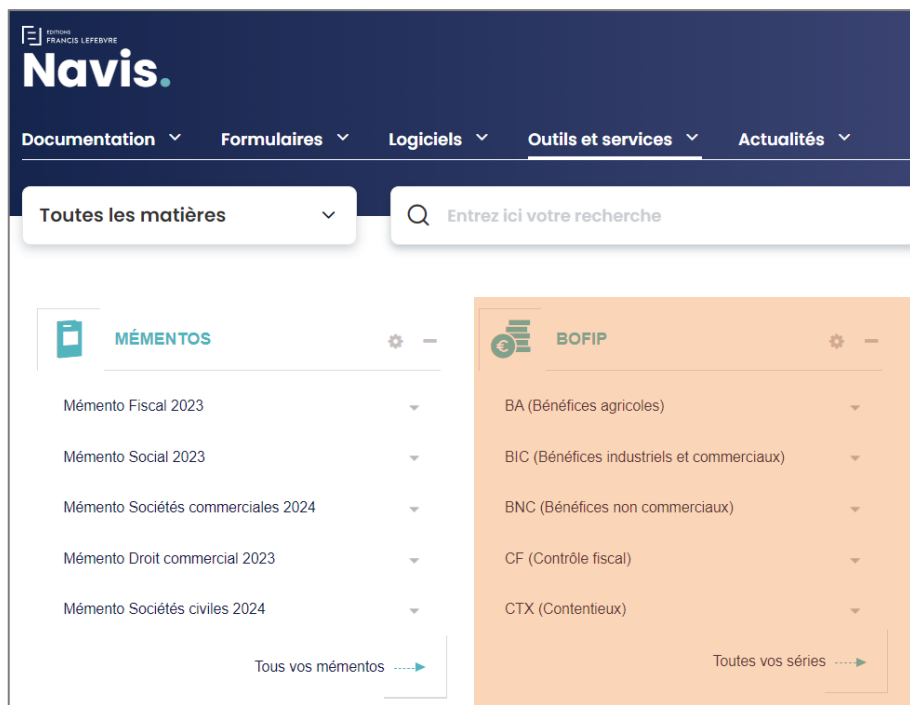 EDITIONS
FRANCIS LEFEBVRE
Navis.
Documentation Formulaires Logiciels Outils et services Actualités
Toutes les matières
Entrez ici votre recherche
MÉMENTOS
Mémento Fiscal 2023
Mémento Social 2023
Mémento Sociétés commerciales 2024
Mémento Droit commercial 2023
Mémento Sociétés civiles 2024
Tous vos mémentos
BOFIP
BA (Bénéfices agricoles)
BIC (Bénéfices industriels et commerciaux)
BNC (Bénéfices non commerciaux)
CF (Contrôle fiscal)
CTX (Contentieux)
Toutes vos séries